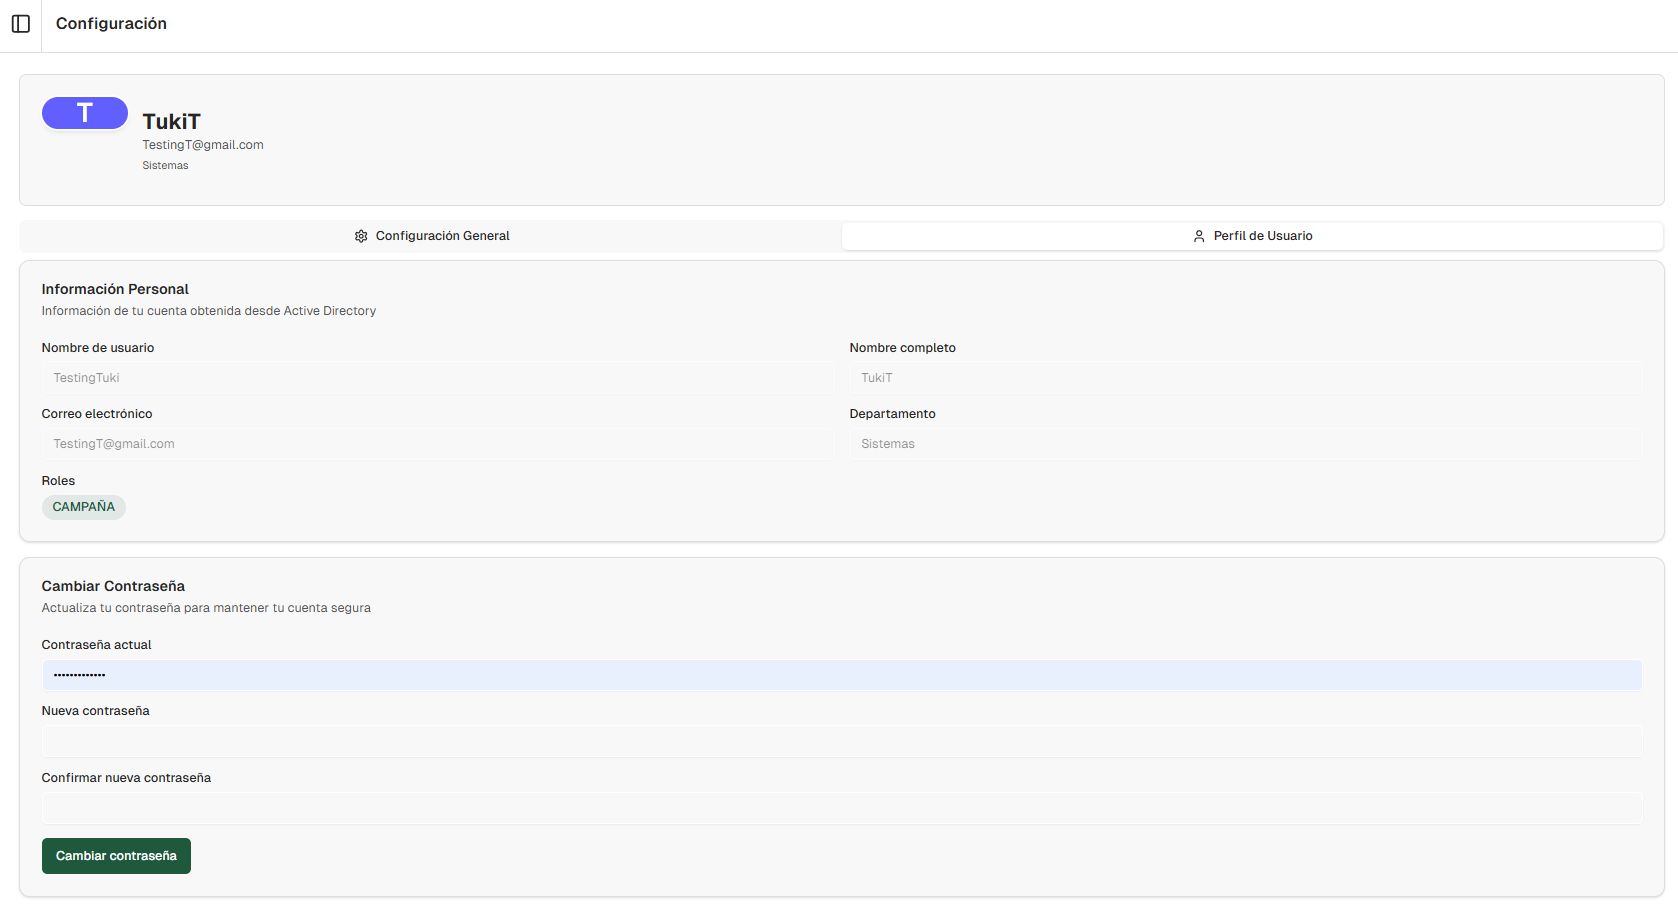 Configuración
T
TukiT
TestingT@gmail.com
Sistemas
Configuración General
Perfil de Usuario
Información Personal
Información de tu cuenta obtenida desde Active Directory
Nombre de usuario
Nombre completo
TestingTuki
TukiT
Correo electrónico
Departamento
TestingT@gmail.com
Sistemas
Roles
CAMPAÑA
Cambiar Contraseña
Actualiza tu contraseña para mantener tu cuenta segura
Contraseña actual
•••••••••••••
Nueva contraseña
Confirmar nueva contraseña
Cambiar contraseña